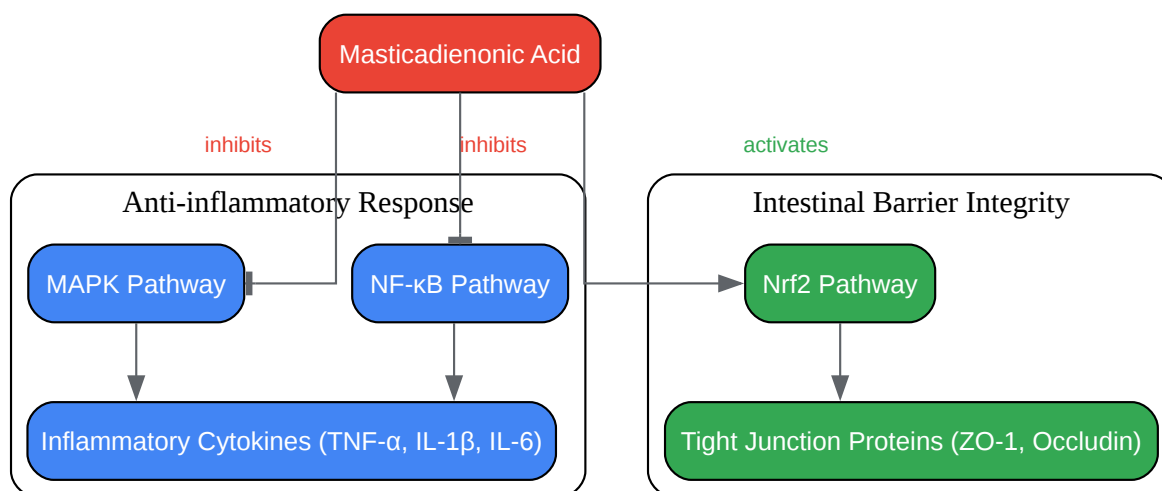 Masticadienonic Acid
inhibits
inhibits
activates
Anti-inflammatory Response
Intestinal Barrier Integrity
MAPK Pathway
NF-κB Pathway
Nrf2 Pathway
Inflammatory Cytokines (TNF-α, IL-1β, IL-6)
Tight Junction Proteins (ZO-1, Occludin)